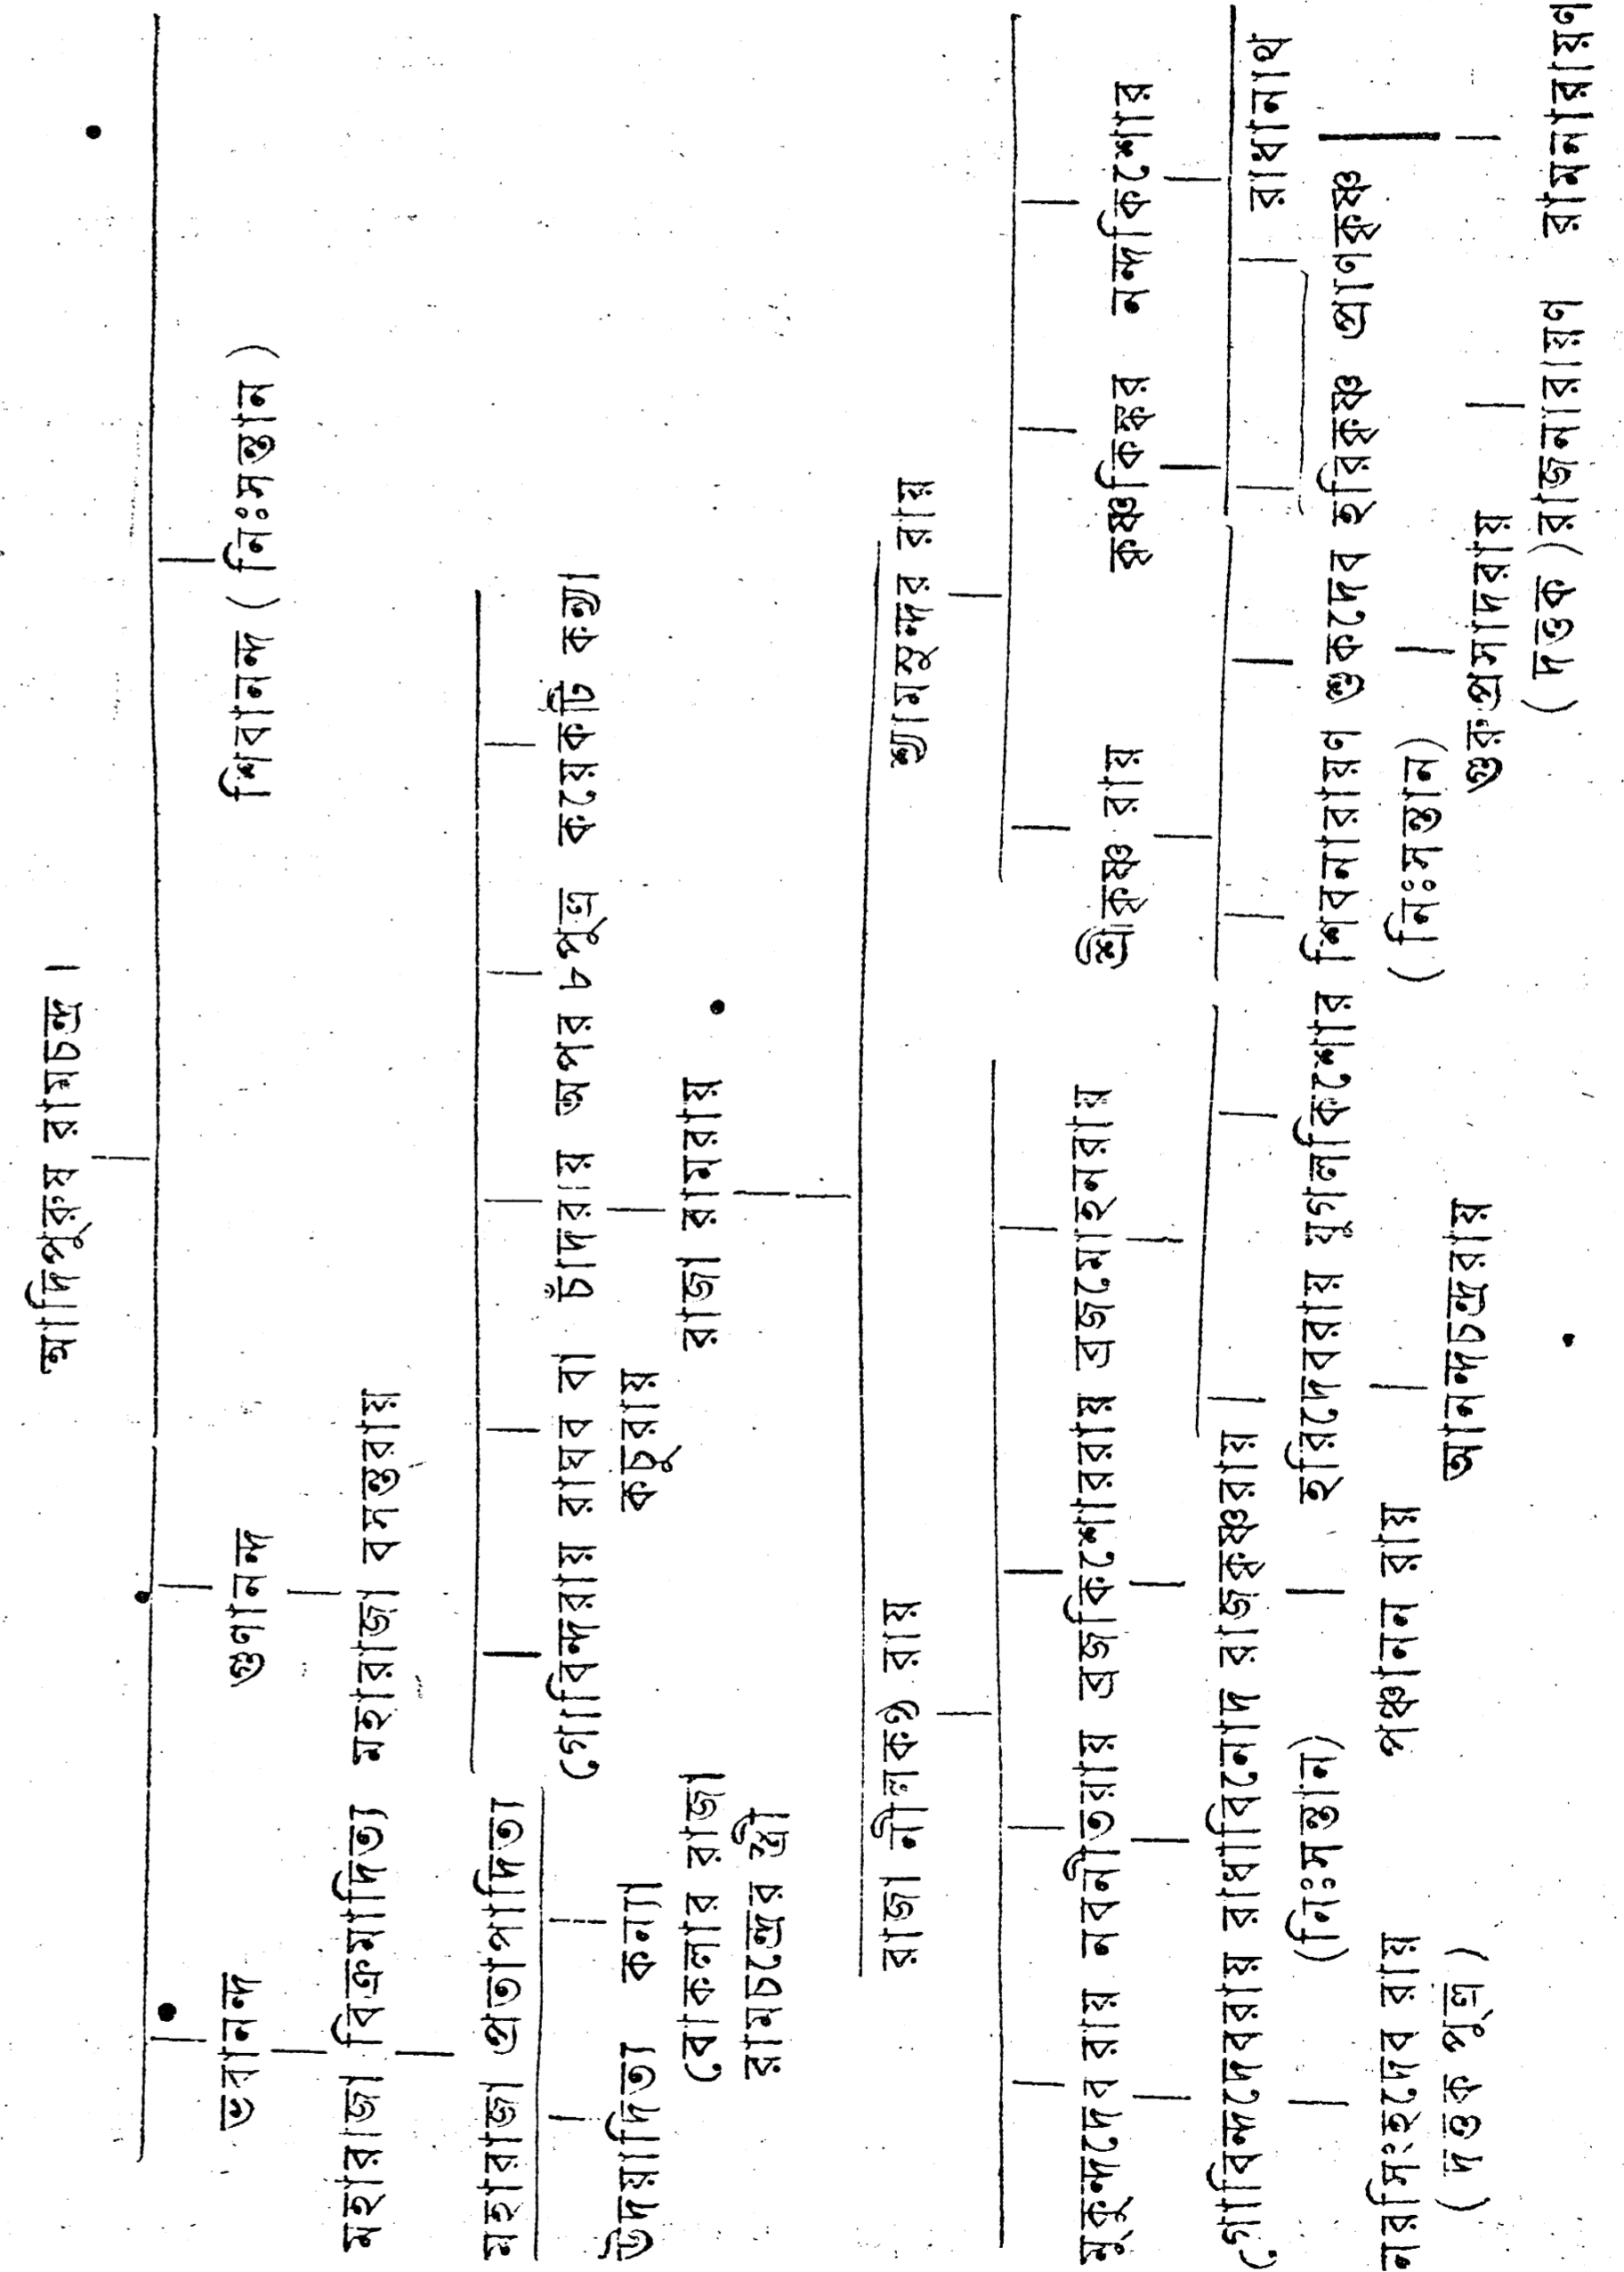 আদিপুরুষ রামচন্দ্র ।
ভবানন্দ গুণানন্দ শিবানন্দ ( নিঃসন্তান )
মহারাজা বিক্রমাদিত্য মহারাজা বসন্তরায়
মহারাজা প্রতাপাদিত্য
গোবিন্দরায় রাঘব বা চাঁদরায় অপর ৮পুত্র কয়েকটি কন্যা
উদয়াদিত্য কন্যা কচুরায়
বোকলার রাজা রাজা রামরায়
রামচন্দ্রের স্ত্রী
রাজা নীলকণ্ঠ রায় শ্যামসুন্দর রায়
মুকুন্দদেব রায় নবনীতরায় ব্রজকিশোররায় ব্রজমোহনরায় শ্রীকৃষ্ণ রায় কৃষ্ণকিঙ্কর নন্দকিশোর
গোবিন্দদেবরায় রাধাবিনোদ রাজকৃষ্ণরায় । রাধানাথ
(নিঃসন্তান) হরিদেবরায় যুগলকিশোর শিবনারায়ণ শুকদেব হরিকৃষ্ণ প্রাণকৃষ্ণ
নরসিংহদেব রায় পঞ্চানন রায় (নিঃসন্তান)
( দত্তক পুত্র ) আনন্দচন্দ্ররায় গুরুপ্রসাদরায়
( দত্তক )রাজনারায়ণ রামনারায়ণ